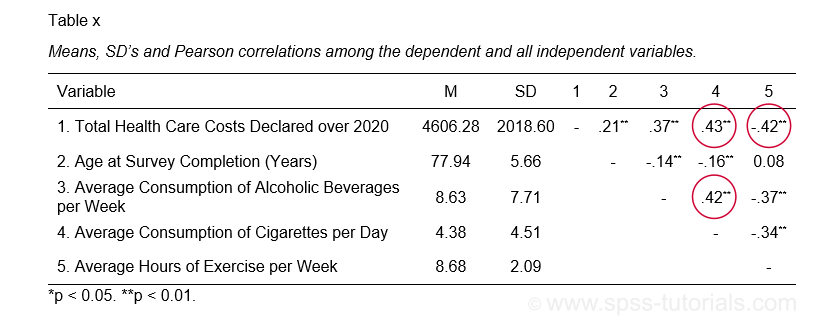 Table x
Means, SD’s and Pearson correlations among the dependent and all independent variables.
Variable M SD 1 2 3 4 5
1. Total Health Care Costs Declared over 2020 4606.28 2018.60 - .21** .37** .43** -.42**
2. Age at Survey Completion (Years) 77.94 5.66 - -.14** -.16** 0.08
3. Average Consumption of Alcoholic Beverages
per Week 8.63 7.71 - .42** -.37**
4. Average Consumption of Cigarettes per Day 4.38 4.51 - -.34**
5. Average Hours of Exercise per Week 8.68 2.09 -
*p < 0.05. **p < 0.01.
© www.spss-tutorials.com